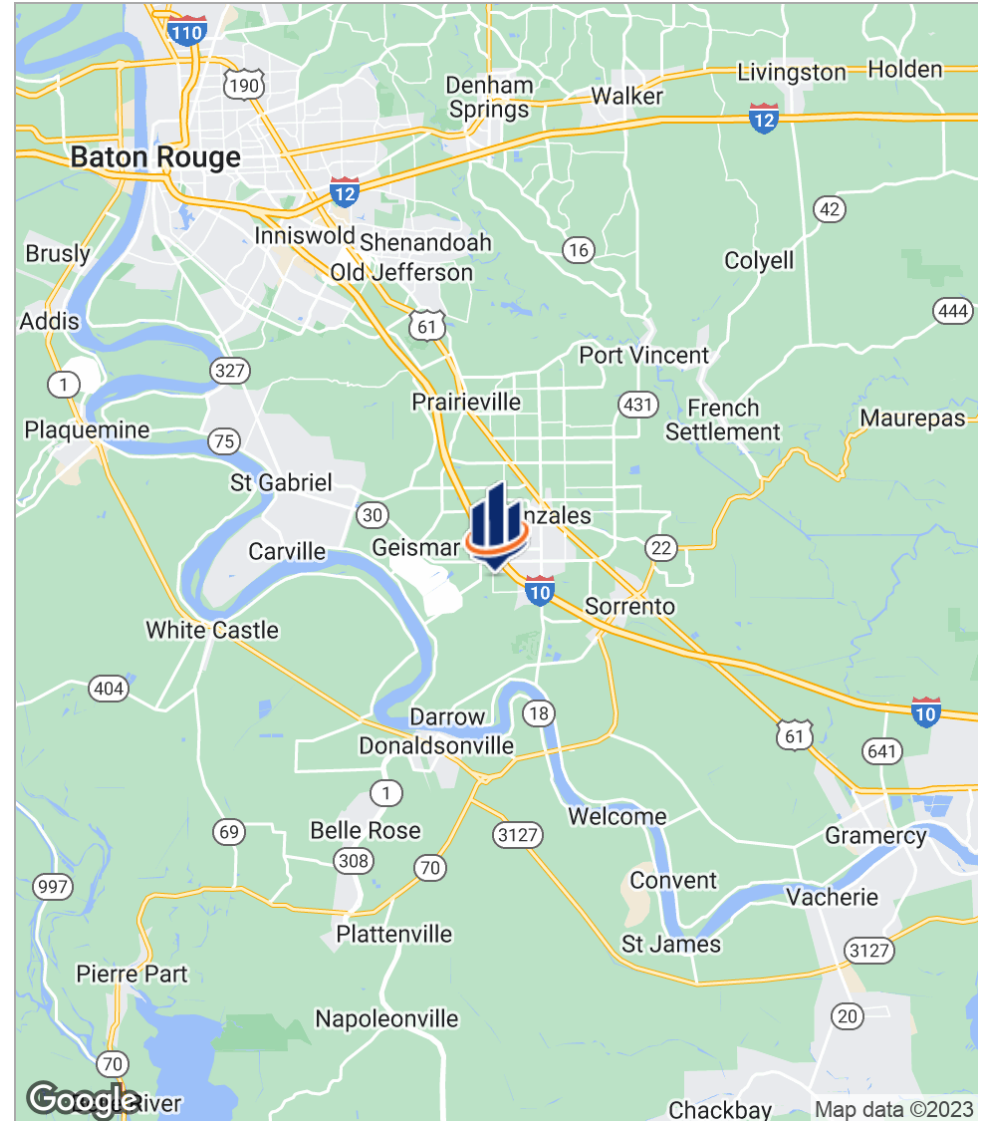 110
190
Denham
Springs
Walker
Livingston
Holden
12
Baton Rouge
12
42
Inniswold
Shenandoah
16
Brusly
Old Jefferson
Colyell
Addis
61
444
Port Vincent
327
1
Prairieville
431
French
Settlement
Maurepas
Plaquemine
75
St Gabriel
30
nzales
Carville
Geismar
22
10
Sorrento
White Castle
404
Darrow
18
10
Donaldsonville
61
641
1
Belle Rose
69
3127
Welcome
Gramercy
308
70
997
Convent
Vacherie
Plattenville
St James
3127
Pierre Part
Napoleonville
20
70
Google
River
Chackbay
Map data ©2023